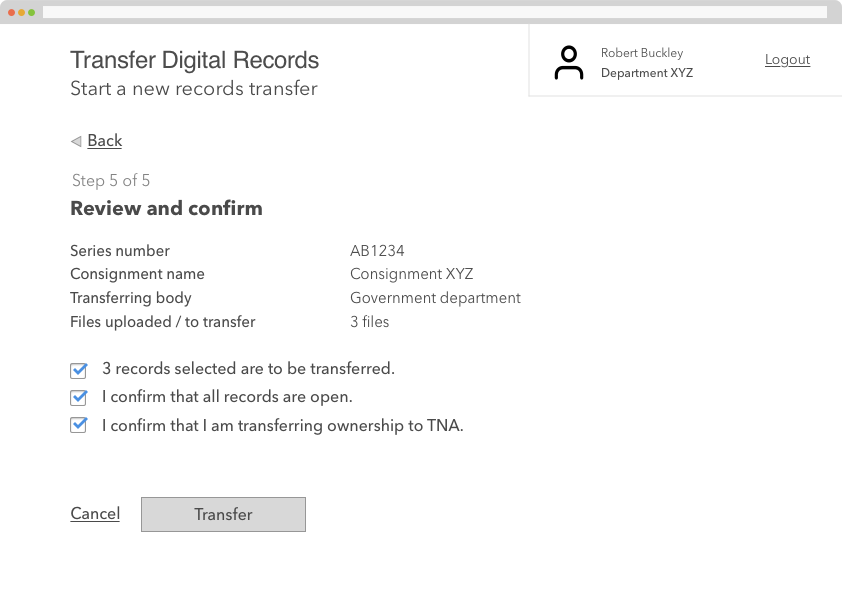 Transfer Digital Records
Start a new records transfer
Robert Buckley
Department XYZ
Logout
Back
Step 5 of 5
Review and confirm
Series number AB1234
Consignment name Consignment XYZ
Transferring body Government department
Files uploaded / to transfer 3 files
3 records selected are to be transferred.
I confirm that all records are open.
I confirm that I am transferring ownership to TNA.
Cancel Transfer